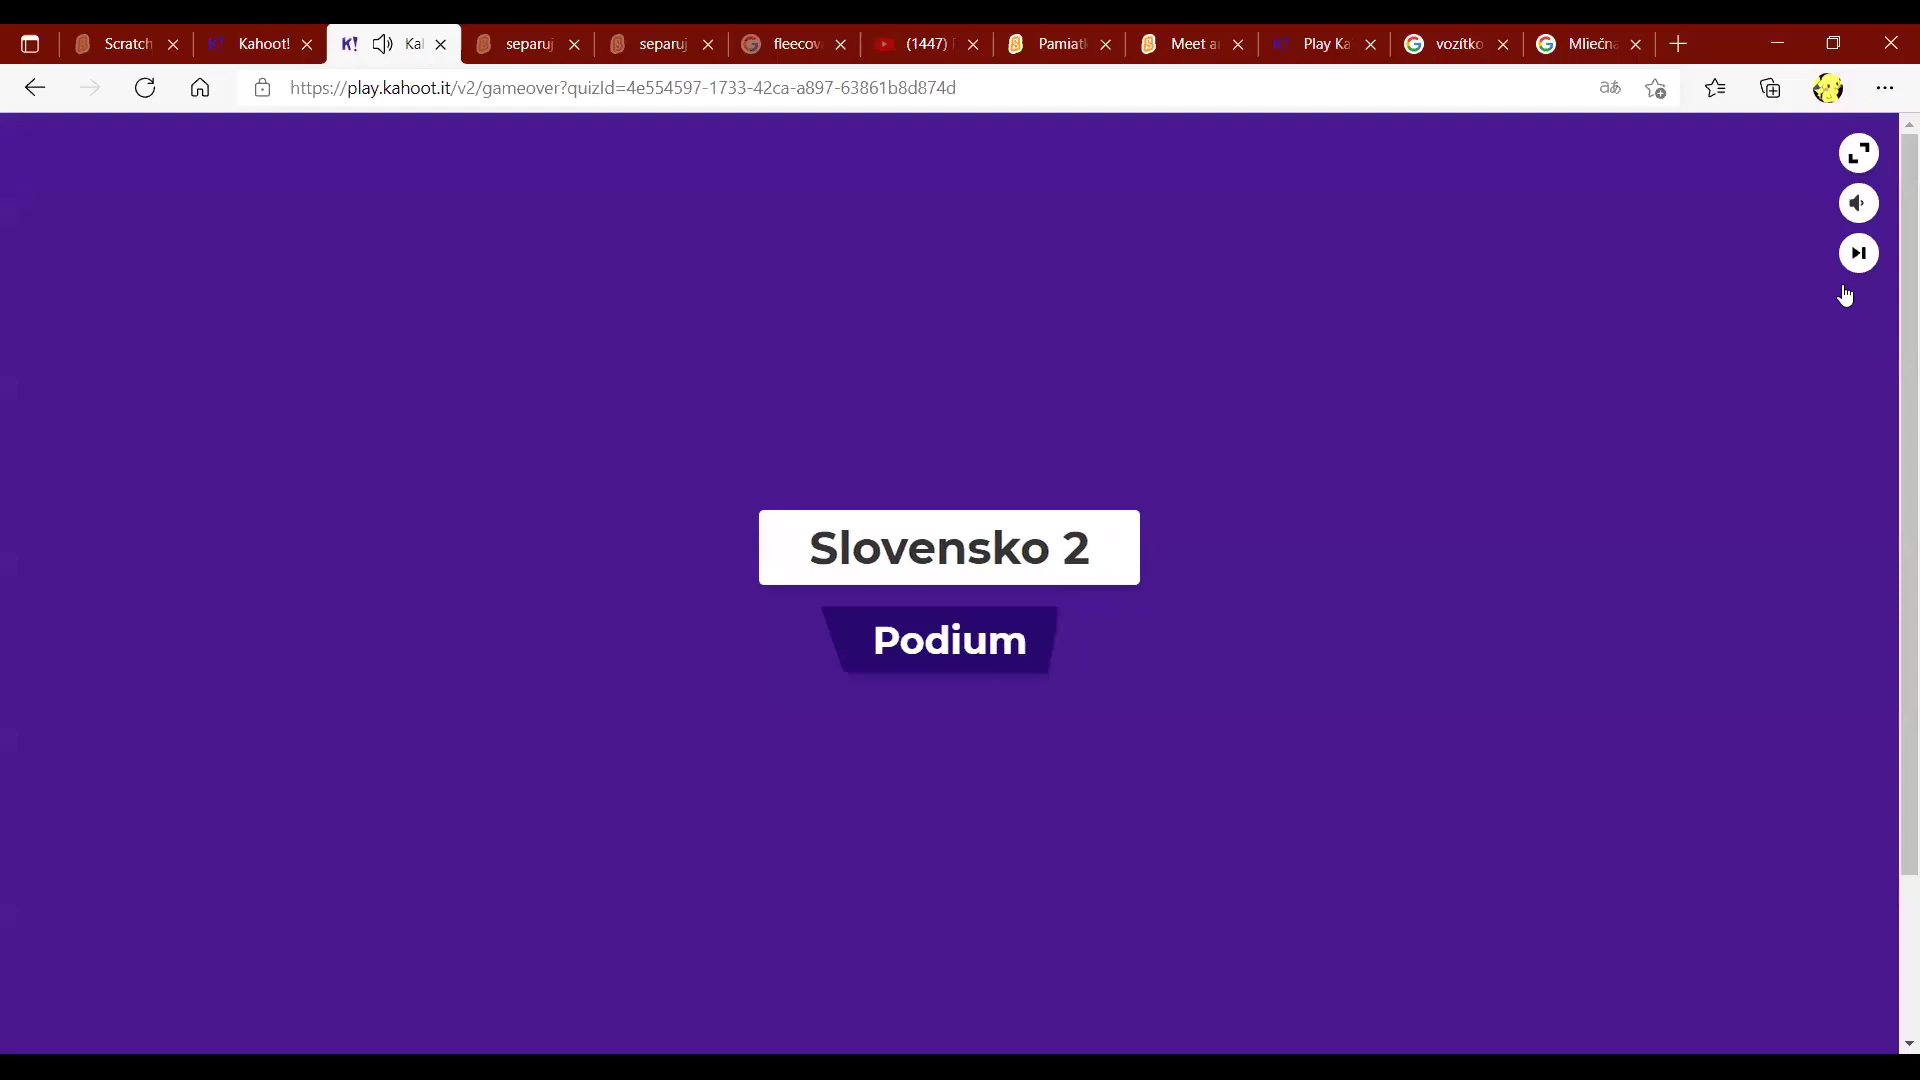 Scratch
Kahoot!
K!
Kal
separuj
separuj
fleecov
(1447)
Pamiatk
Meet a
Play Ka
vozítko
Mliečna
https://play.kahoot.it/v2/gameover?quizId=4e554597-1733-42ca-a897-63861b8d874d
Slovensko 2
Podium